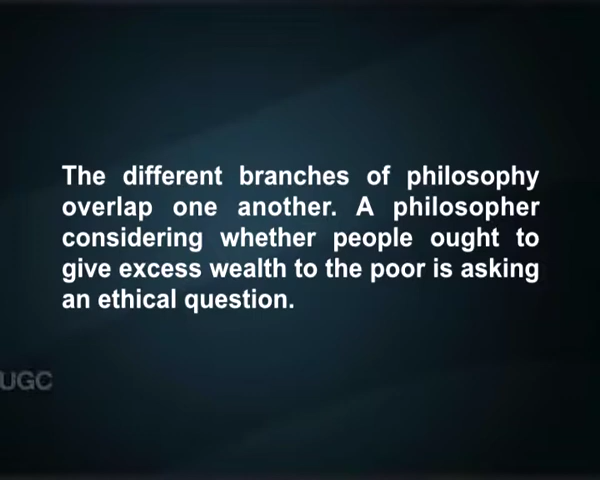 The different branches of philosophy
overlap one another. A philosopher
considering whether people ought to
give excess wealth to the poor is asking
an ethical question.
UGC